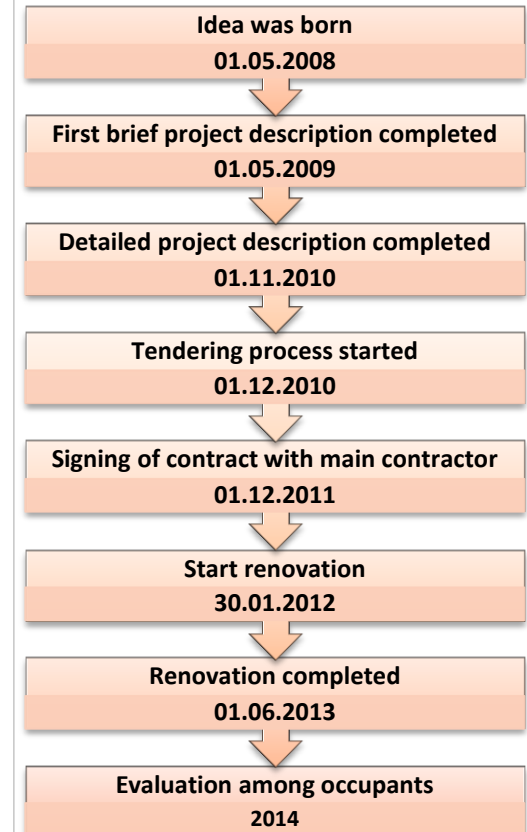 Idea was born
01.05.2008
First brief project description completed
01.05.2009
Detailed project description completed
01.11.2010
Tendering process started
01.12.2010
Signing of contract with main contractor
01.12.2011
Start renovation
30.01.2012
Renovation completed
01.06.2013
Evaluation among occupants
2014